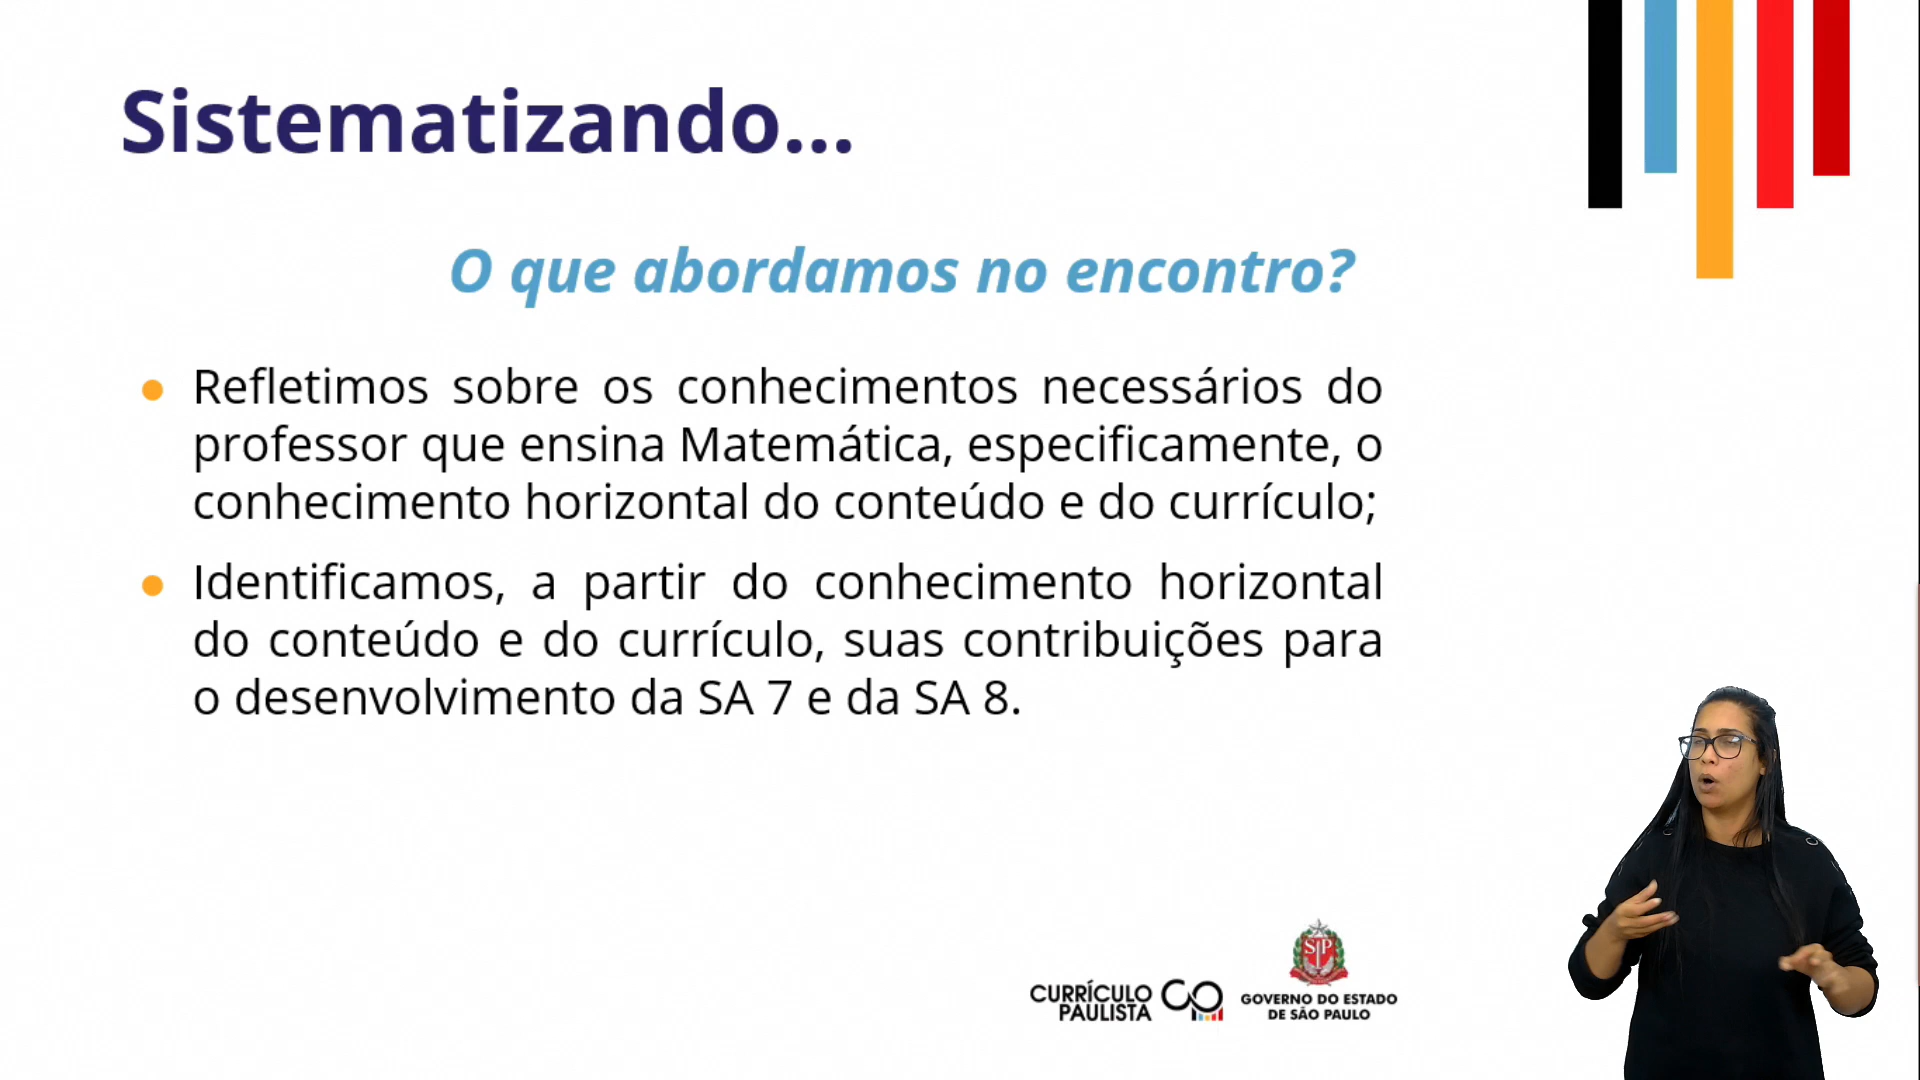 Sistematizando...
O que abordamos no encontro?
● Refletimos sobre os conhecimentos necessários do
professor que ensina Matemática, especificamente, o
conhecimento horizontal do conteúdo e do currículo;
● Identificamos, a partir do conhecimento horizontal
do conteúdo e do currículo, suas contribuições para
o desenvolvimento da SA 7 e da SA 8.
SP
CURRÍCULO
PAULISTA
GOVERNO DO ESTADO
DE SÃO PAULO